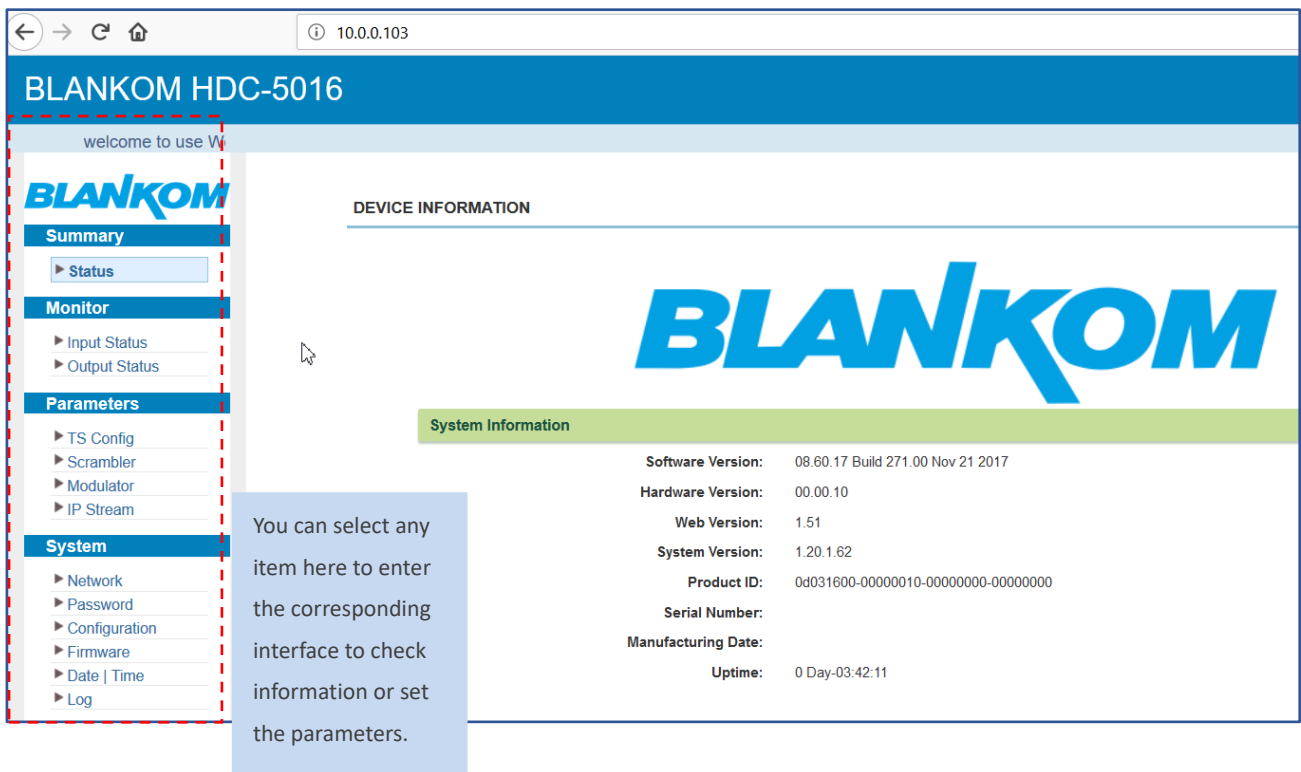 10.0.0.103
BLANKOM HDC-5016
welcome to use W
BLANKOM
Summary
Status
Monitor
Input Status
Output Status
Parameters
TS Config
Scrambler
Modulator
IP Stream
System
Network
Password
Configuration
Firmware
Date | Time
Log
You can select any
item here to enter
the corresponding
interface to check
information or set
the parameters.
DEVICE INFORMATION
BLANKOM
System Information
Software Version: 08.60.17 Build 271.00 Nov 21 2017
Hardware Version: 00.00.10
Web Version: 1.51
System Version: 1.20.1.62
Product ID: 0d031600-00000010-00000000-00000000
Serial Number:
Manufacturing Date:
Uptime: 0 Day-03:42:11